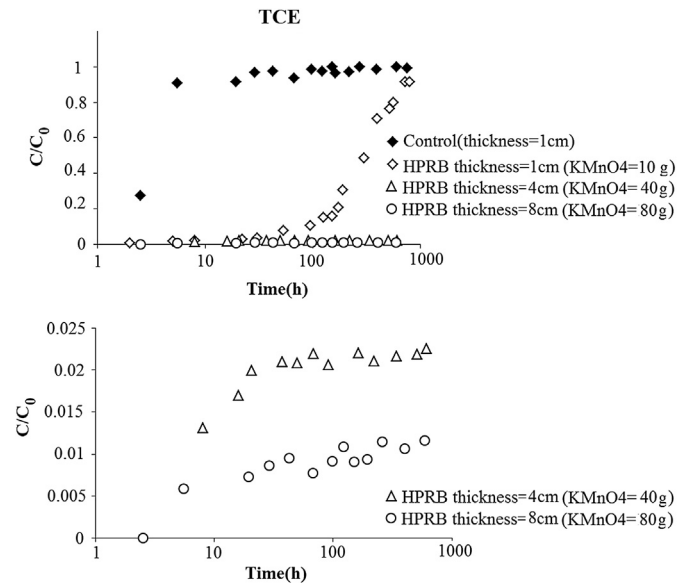 TCE
1
0.8
0.6
0.4
0.2
0
C/C0
1 10 100 1000
Time(h)
Control(thickness=1cm)
HPRB thickness=1cm (KMnO4=10 g)
HPRB thickness=4cm (KMnO4= 40g)
HPRB thickness=8cm (KMnO4= 80g)
0.025
0.02
0.015
0.01
0.005
0
C/C0
1 10 100 1000
Time(h)
HPRB thickness=4cm (KMnO4= 40g)
HPRB thickness=8cm (KMnO4= 80g)